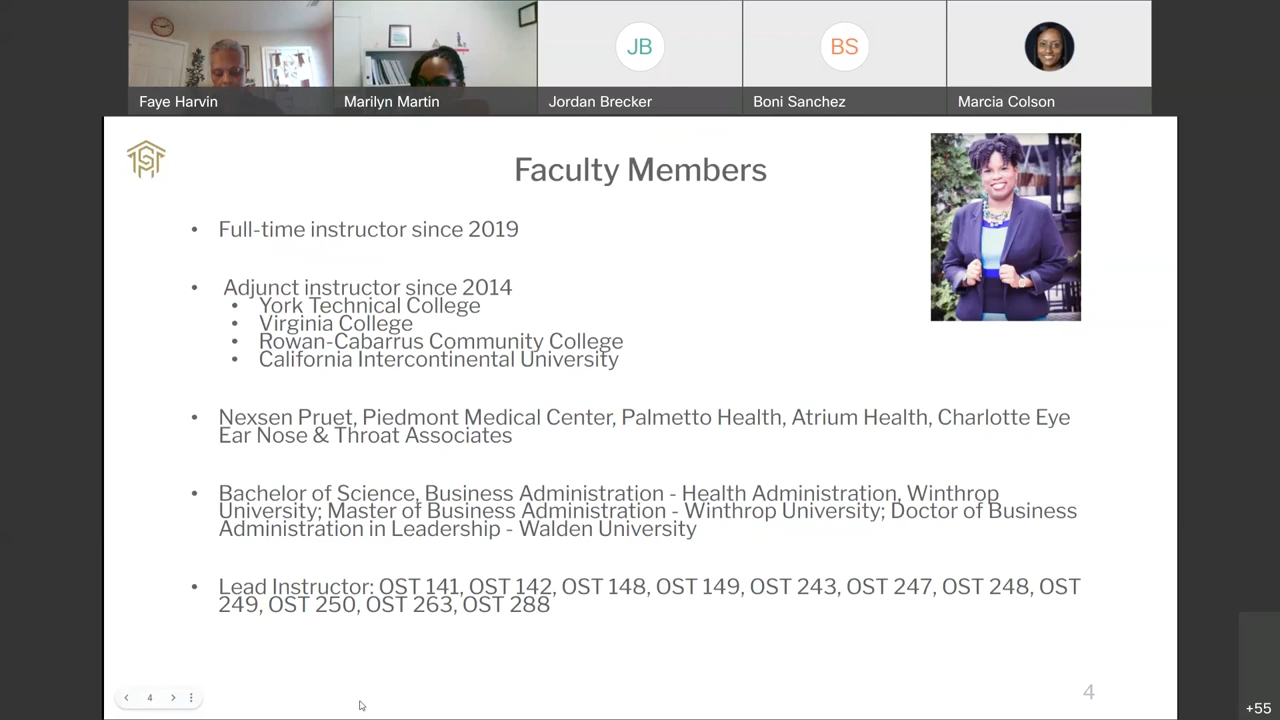 JB
BS
Faye Harvin
Marilyn Martin
Jordan Brecker
Boni Sanchez
Marcia Colson
Faculty Members
• Full-time instructor since 2019
• Adjunct instructor since 2014
• York Technical College
• Virginia College
• Rowan-Cabarrus Community College
• California Intercontinental University
• Nexsen Pruet, Piedmont Medical Center, Palmetto Health, Atrium Health, Charlotte Eye
Ear Nose & Throat Associates
• Bachelor of Science, Business Administration - Health Administration, Winthrop
University; Master of Business Administration - Winthrop University; Doctor of Business
Administration in Leadership - Walden University
• Lead Instructor: OST 141, OST 142, OST 148, OST 149, OST 243, OST 247, OST 248, OST
249, OST 250, OST 263, OST 288
4
4
+55